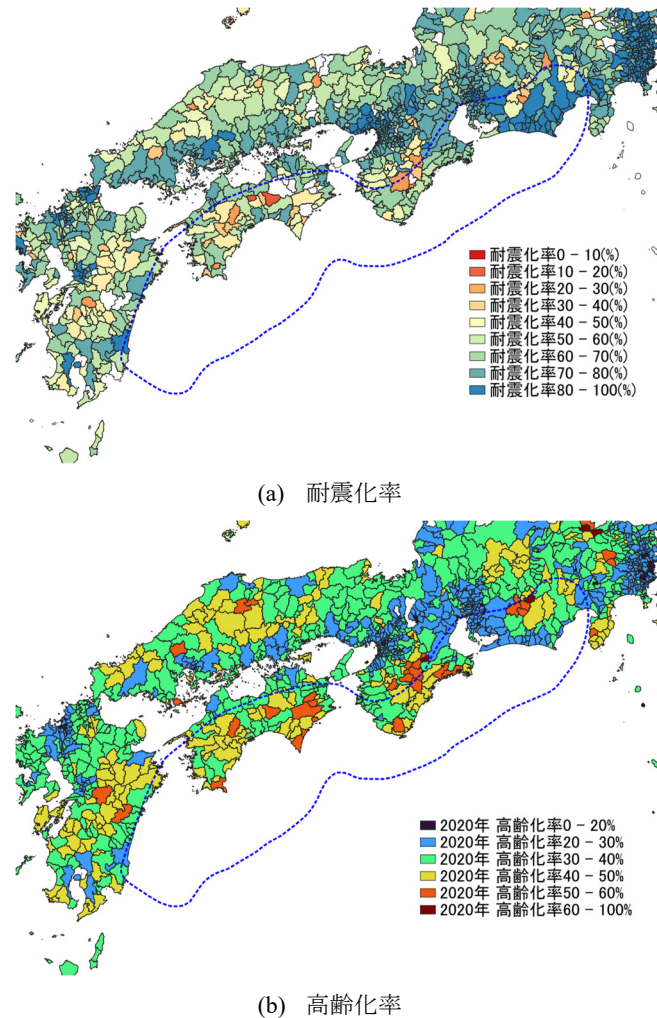 耐震化率0 – 10(%)
耐震化率10 – 20(%)
耐震化率20 – 30(%)
耐震化率30 – 40(%)
耐震化率40 – 50(%)
耐震化率50 – 60(%)
耐震化率60 – 70(%)
耐震化率70 – 80(%)
耐震化率80 – 100(%)
(a) 耐震化率
2020年 高齢化率0 – 20%
2020年 高齢化率20 – 30%
2020年 高齢化率30 – 40%
2020年 高齢化率40 – 50%
2020年 高齢化率50 – 60%
2020年 高齢化率60 – 100%
(b) 高齢化率